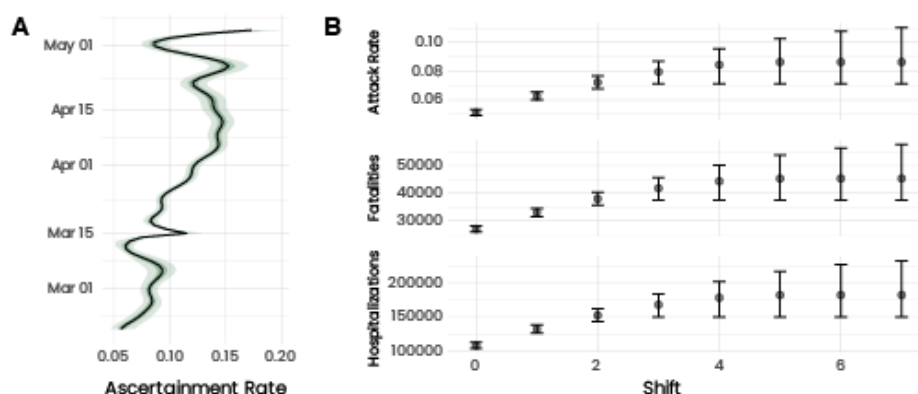 A
May 01
Apr 15
Apr 01
Mar 15
Mar 01
0.05 0.10 0.15 0.20
Ascertainment Rate
B
Attack Rate
0.10
0.08
0.06
Fatalities
50000
40000
30000
Hospitalizations
200000
150000
100000
0 2 4 6
Shift